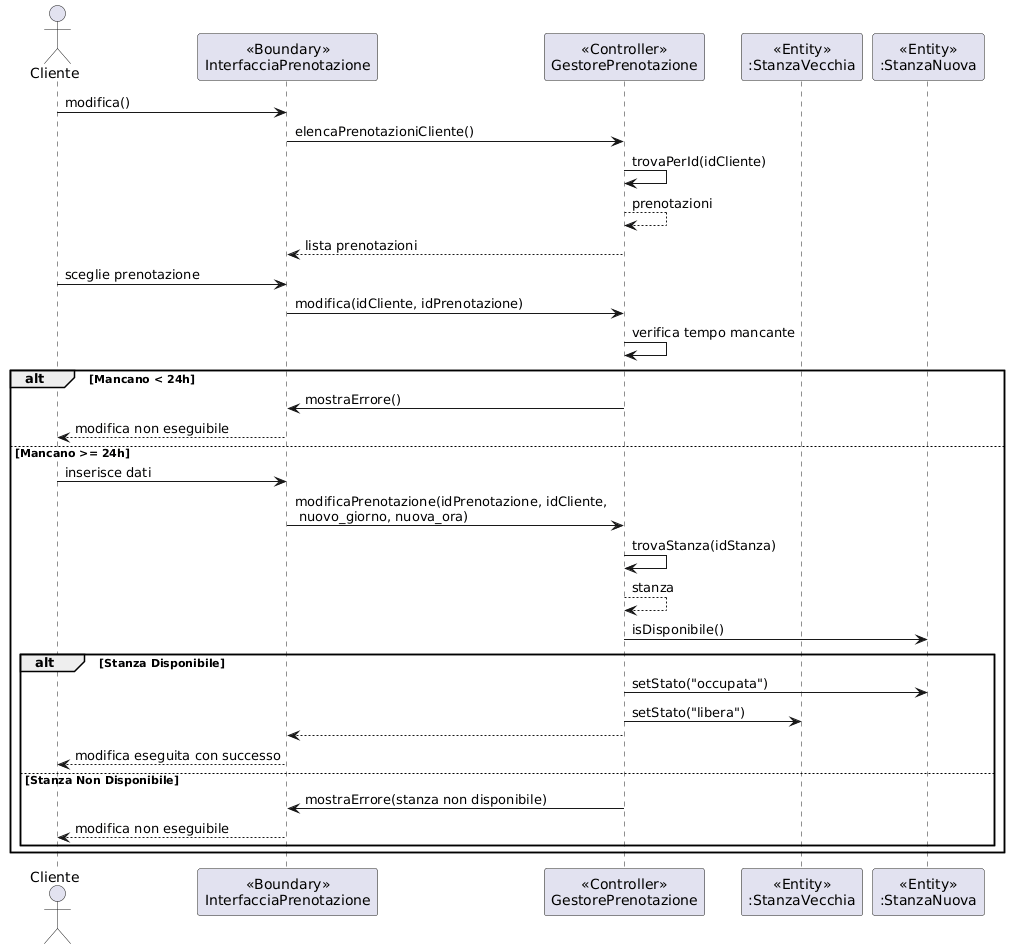 Cliente
«Boundary»
InterfacciaPrenotazione
«Controller»
GestorePrenotazione
«Entity»
:StanzaVecchia
«Entity»
:StanzaNuova
modifica()
elencaPrenotazioniCliente()
trovaPerId(idCliente)
prenotazioni
lista prenotazioni
sceglie prenotazione
modifica(idCliente, idPrenotazione)
verifica tempo mancante
alt [Mancano < 24h]
mostraErrore()
modifica non eseguibile
[Mancano >= 24h]
inserisce dati
modificaPrenotazione(idPrenotazione, idCliente,
nuovo_giorno, nuova_ora)
trovaStanza(idStanza)
stanza
isDisponibile()
alt [Stanza Disponibile]
setStato("occupata")
setStato("libera")
modifica eseguita con successo
[Stanza Non Disponibile]
mostraErrore(stanza non disponibile)
modifica non eseguibile
Cliente
«Boundary»
InterfacciaPrenotazione
«Controller»
GestorePrenotazione
«Entity»
:StanzaVecchia
«Entity»
:StanzaNuova